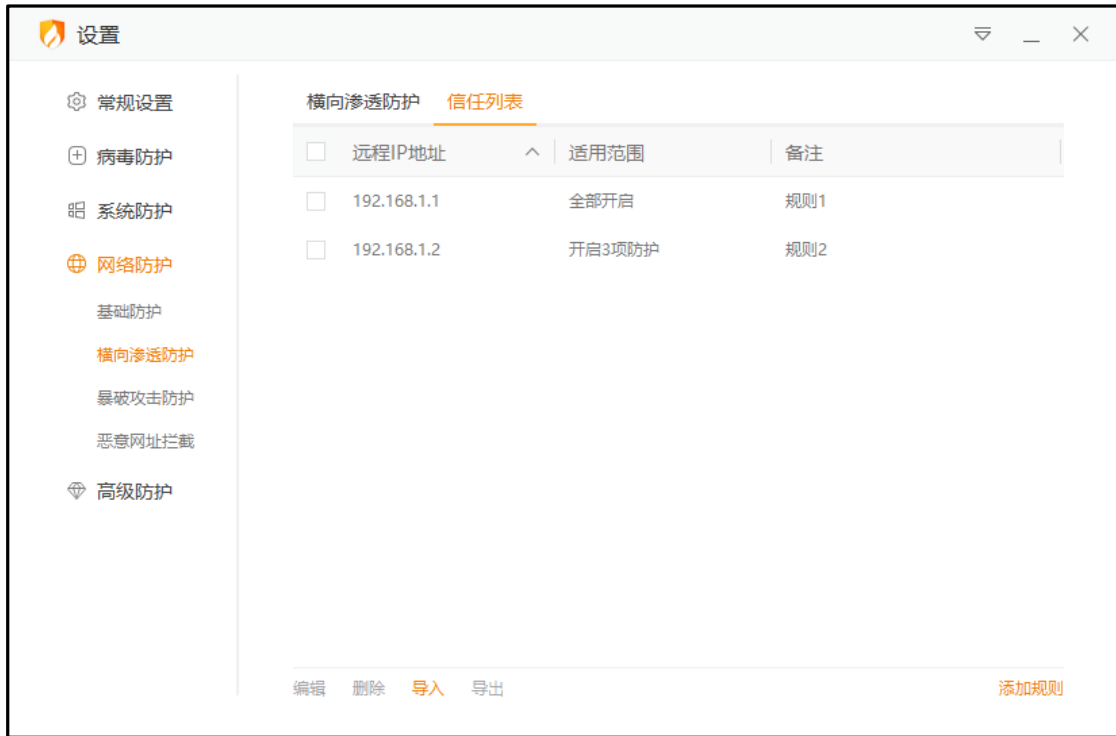 设置
常规设置
病毒防护
系统防护
网络防护
基础防护
横向渗透防护
暴破攻击防护
恶意网址拦截
高级防护
横向渗透防护 信任列表
远程IP地址 适用范围 备注
192.168.1.1 全部开启 规则1
192.168.1.2 开启3项防护 规则2
编辑 删除 导入 导出 添加规则